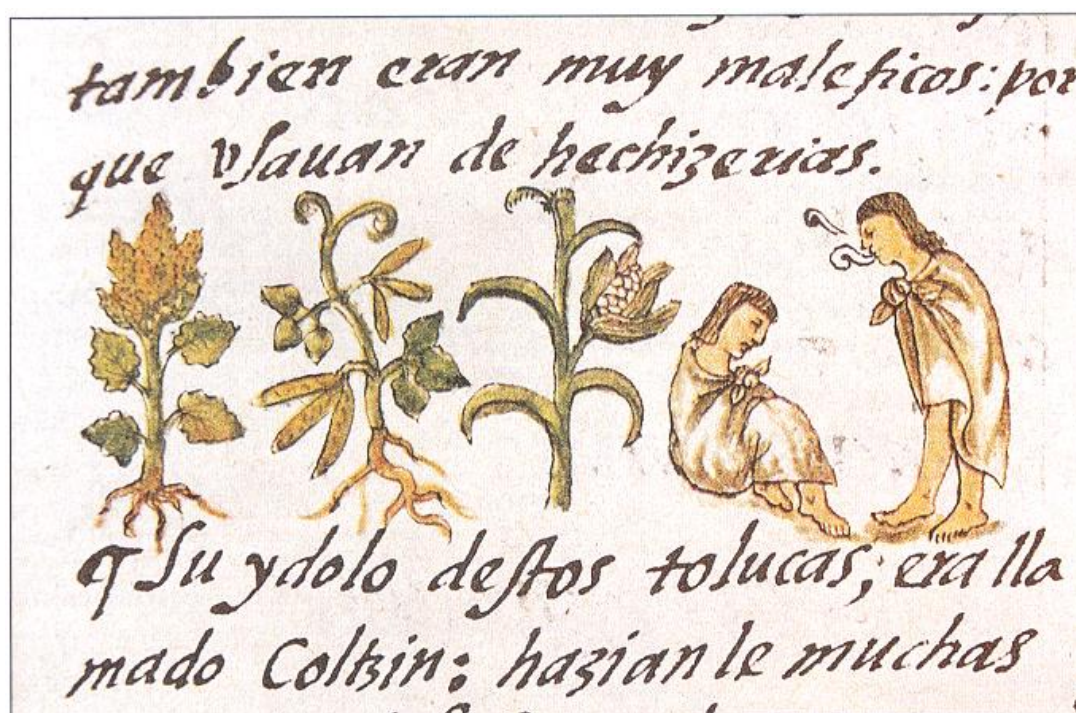 tambien eran muy maleficos: por
que vsauan de hechizerias.
¶ Su ydolo destos tolucas, era lla
mado Coltzin: hazian le muchas